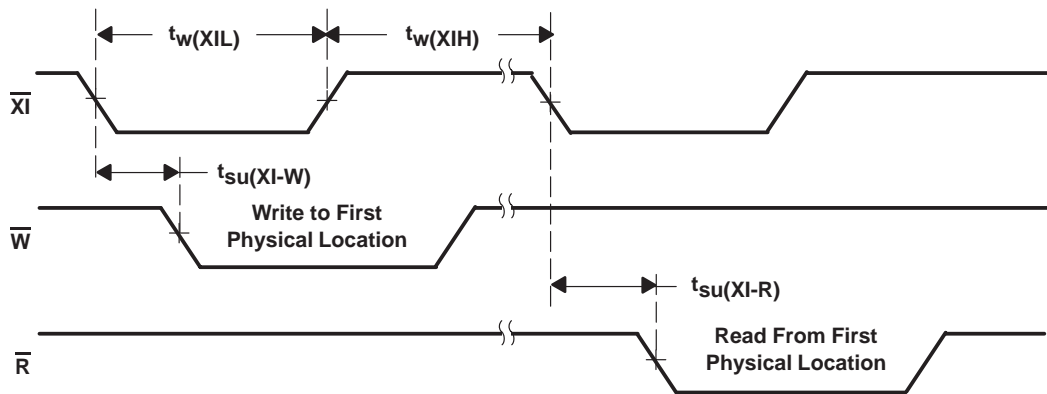 tw(XIL)
tw(XIH)
XI
tsu(XI-W)
Write to First
Physical Location
W
tsu(XI-R)
Read From First
Physical Location
R